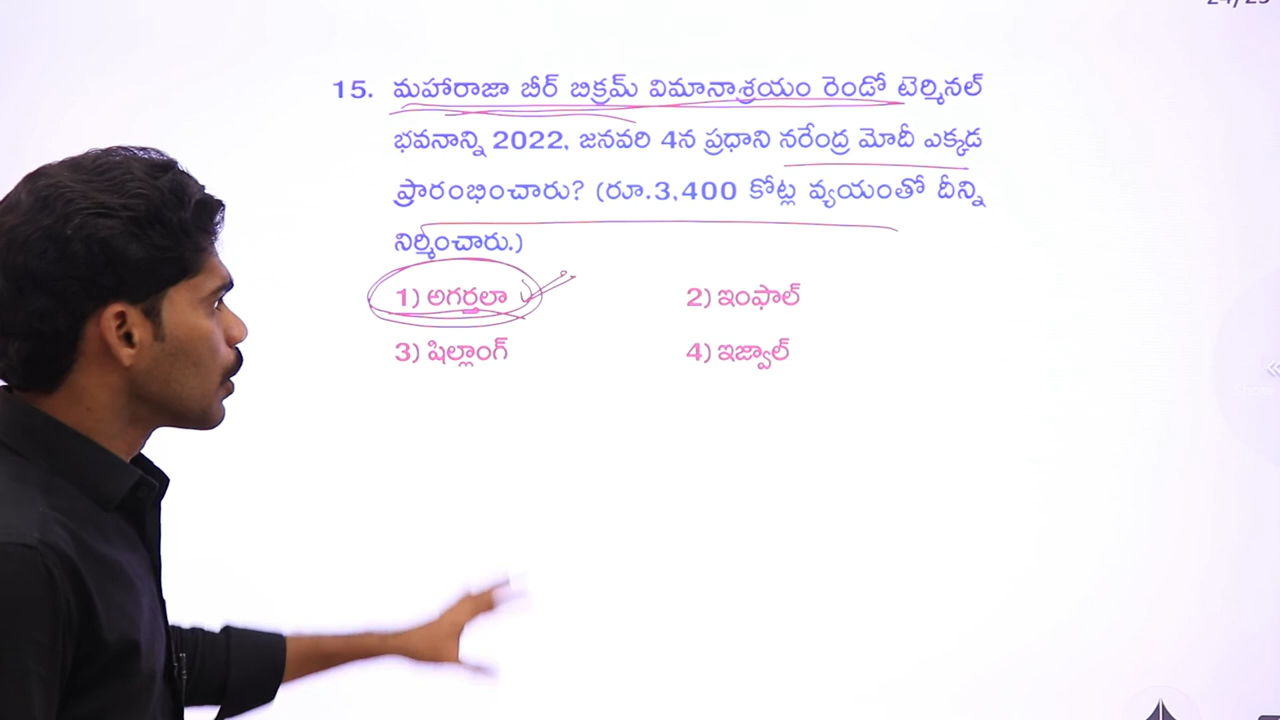 15. మహారాజా బీర్ బిక్రమ్ విమానాశ్రయం రెండో టెర్మినల్
భవనాన్ని 2022, జనవరి 4న ప్రధాని నరేంద్ర మోదీ ఎక్కడ
ప్రారంభించారు? (రూ.3,400 కోట్ల వ్యయంతో దీన్ని
నిర్మించారు.)
1) అగర్తలా 2) ఇంఫాల్
3) షిల్లాంగ్ 4) ఇజ్వాల్